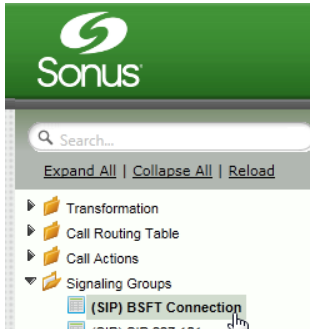 Sonus
Search...
Expand All | Collapse All | Reload
Transformation
Call Routing Table
Call Actions
Signaling Groups
(SIP) BSFT Connection